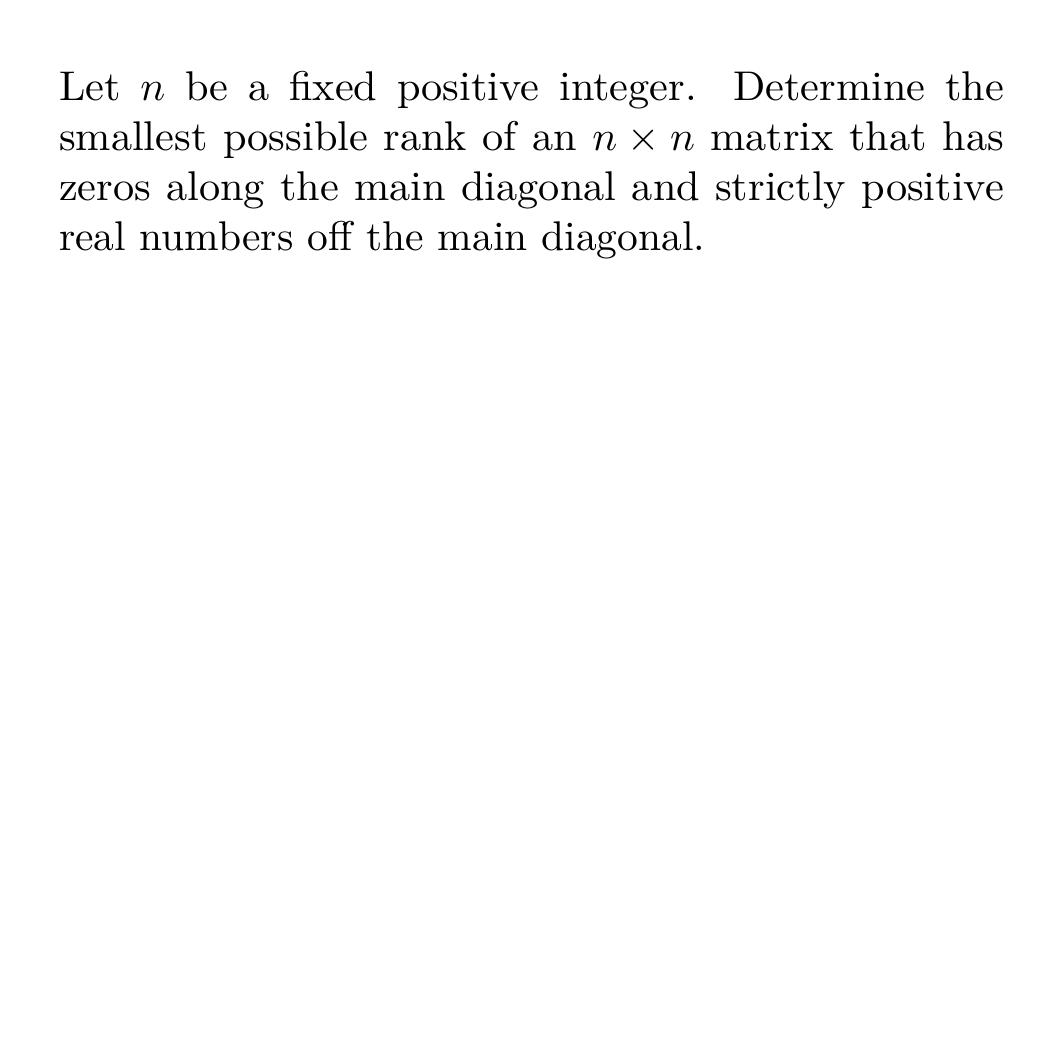 Let n be a fixed positive integer. Determine the
smallest possible rank of an n × n matrix that has
zeros along the main diagonal and strictly positive
real numbers off the main diagonal.